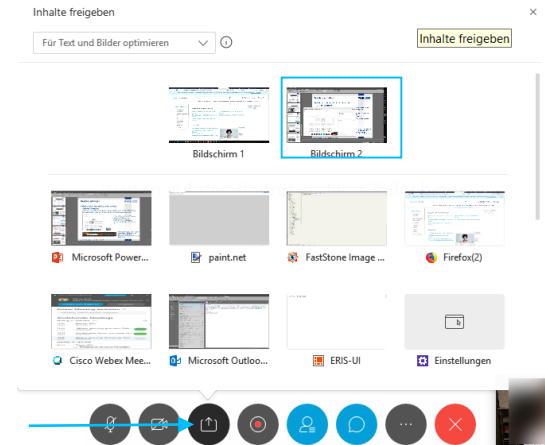 Inhalte freigeben
Für Text und Bilder optimieren
Inhalte freigeben
Bildschirm 1
Bildschirm 2
Microsoft Power...
paint.net
FastStone Image ...
Firefox(2)
Cisco Webex Mee...
Microsoft Outloo...
ERIS-UI
Einstellungen